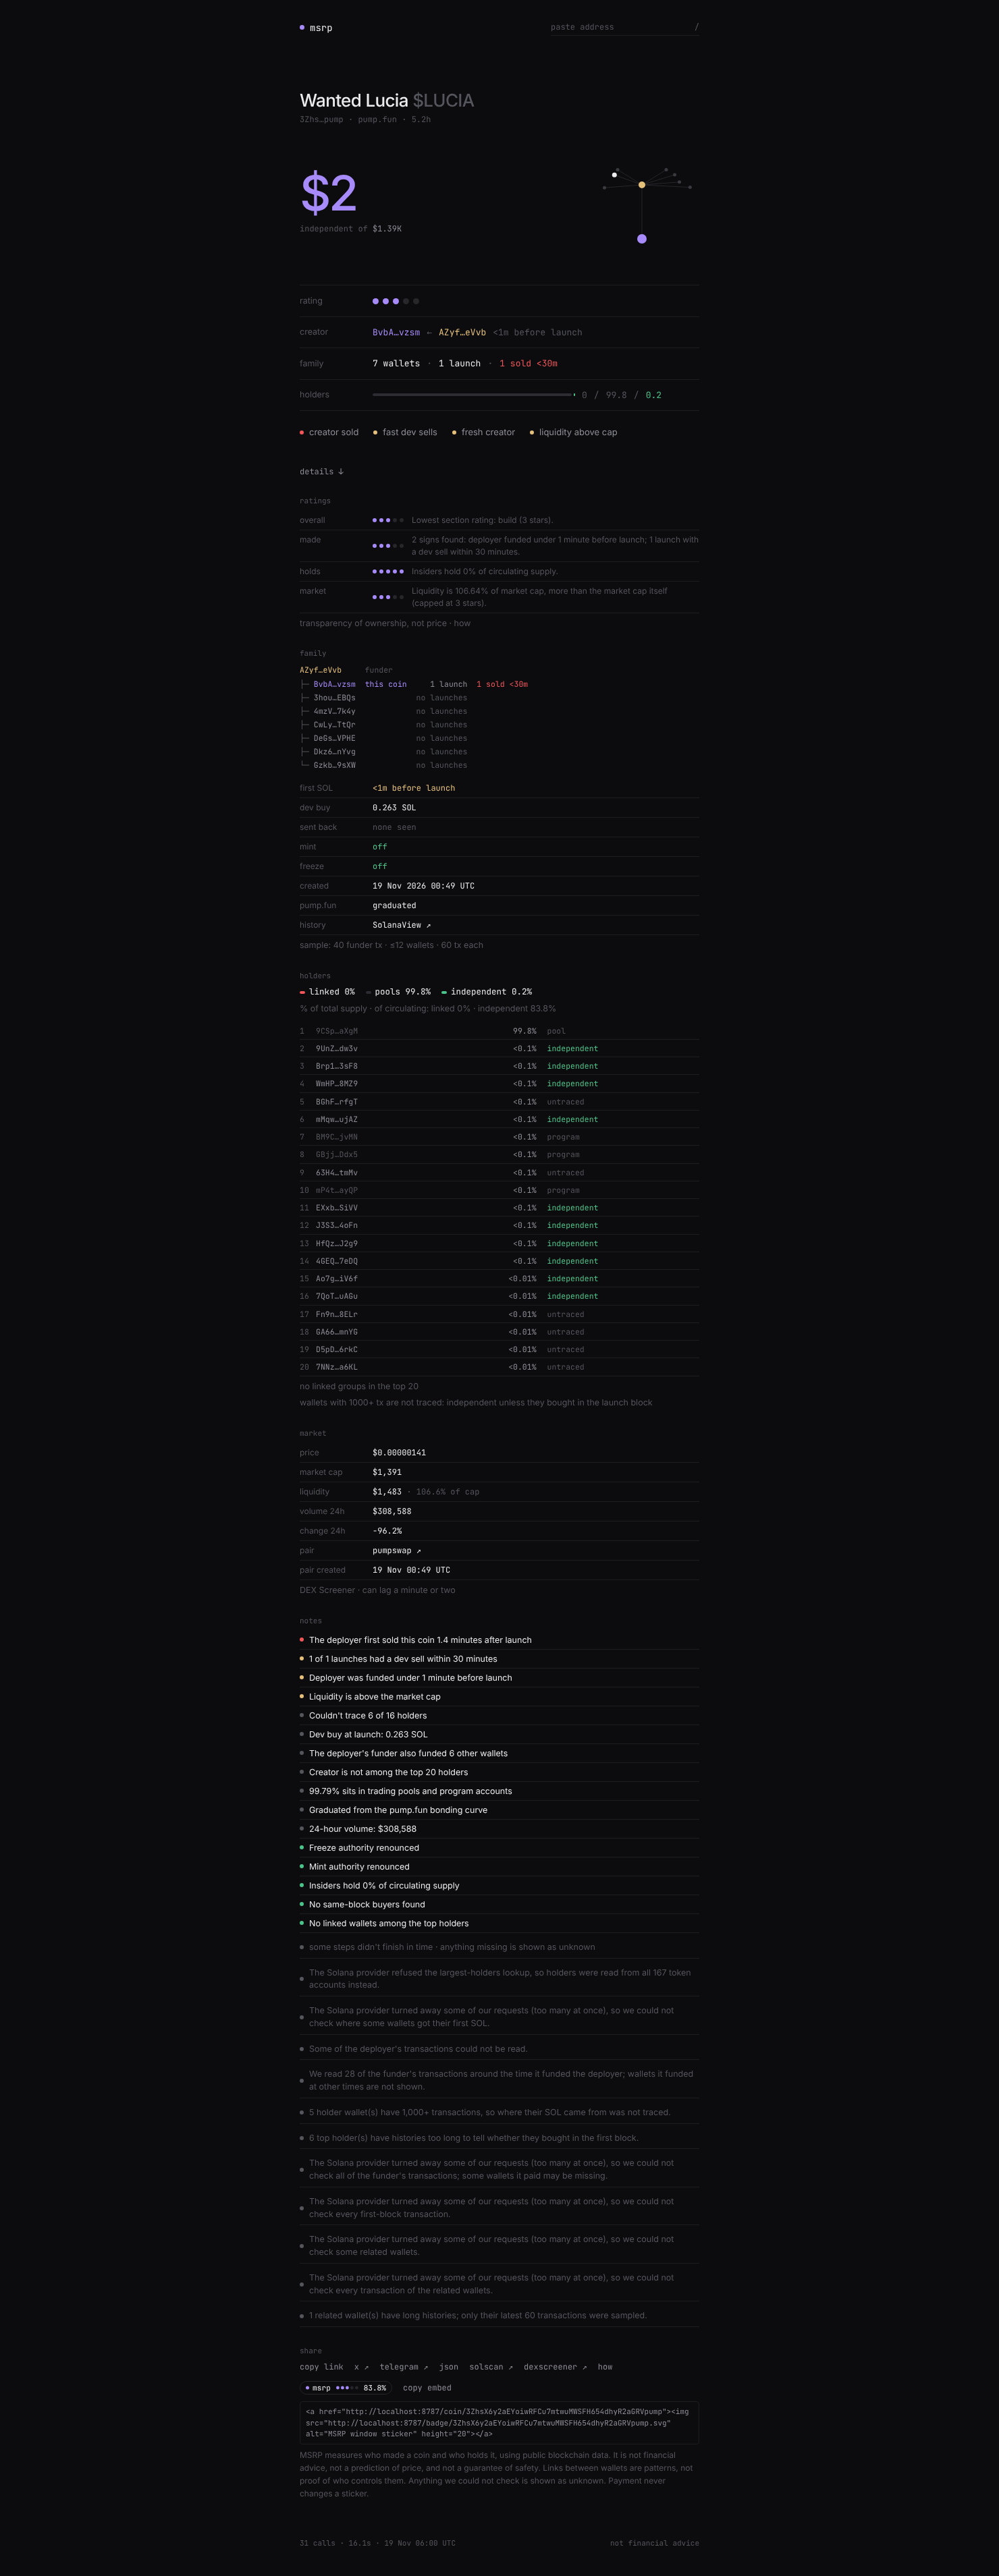 msrp
paste address /
Wanted Lucia $LUCIA
3Zhs…pump · pump.fun · 5.2h
$2
independent of $1.39K
rating
creator BvbA…vzsm ← AZyf…eVvb <1m before launch
family 7 wallets · 1 launch · 1 sold <30m
holders 0 / 99.8 / 0.2
creator sold fast dev sells fresh creator liquidity above cap
details ↓
ratings
overall Lowest section rating: build (3 stars).
made 2 signs found: deployer funded under 1 minute before launch; 1 launch with
a dev sell within 30 minutes.
holds Insiders hold 0% of circulating supply.
market Liquidity is 106.64% of market cap, more than the market cap itself
(capped at 3 stars).
transparency of ownership, not price · how
family
AZyf…eVvb funder
├─ BvbA…vzsm this coin 1 launch 1 sold <30m
├─ 3hou…EBQs no launches
├─ 4mzV…7k4y no launches
├─ CwLy…TtQr no launches
├─ DeGs…VPHE no launches
├─ Dkz6…nYvg no launches
└─ Gzkb…9sXW no launches
first SOL <1m before launch
dev buy 0.263 SOL
sent back none seen
mint off
freeze off
created 19 Nov 2026 00:49 UTC
pump.fun graduated
history SolanaView ↗
sample: 40 funder tx · ≤12 wallets · 60 tx each
holders
linked 0% pools 99.8% independent 0.2%
% of total supply · of circulating: linked 0% · independent 83.8%
1 9CSp…aXgM 99.8% pool
2 9UnZ…dw3v <0.1% independent
3 Brp1…3sF8 <0.1% independent
4 WmHP…8MZ9 <0.1% independent
5 BGhF…rfgT <0.1% untraced
6 mMqw…ujAZ <0.1% independent
7 BM9C…jvMN <0.1% program
8 GBjj…Ddx5 <0.1% program
9 63H4…tmMv <0.1% untraced
10 mP4t…ayQP <0.1% program
11 EXxb…SiVV <0.1% independent
12 J3S3…4oFn <0.1% independent
13 HfQz…J2g9 <0.1% independent
14 4GEQ…7eDQ <0.1% independent
15 Ao7g…iV6f <0.01% independent
16 7QoT…uAGu <0.01% independent
17 Fn9n…8ELr <0.01% untraced
18 GA66…mnYG <0.01% untraced
19 D5pD…6rkC <0.01% untraced
20 7NNz…a6KL <0.01% untraced
no linked groups in the top 20
wallets with 1000+ tx are not traced: independent unless they bought in the launch block
market
price $0.00000141
market cap $1,391
liquidity $1,483 · 106.6% of cap
volume 24h $308,588
change 24h -96.2%
pair pumpswap ↗
pair created 19 Nov 00:49 UTC
DEX Screener · can lag a minute or two
notes
The deployer first sold this coin 1.4 minutes after launch
1 of 1 launches had a dev sell within 30 minutes
Deployer was funded under 1 minute before launch
Liquidity is above the market cap
Couldn't trace 6 of 16 holders
Dev buy at launch: 0.263 SOL
The deployer's funder also funded 6 other wallets
Creator is not among the top 20 holders
99.79% sits in trading pools and program accounts
Graduated from the pump.fun bonding curve
24-hour volume: $308,588
Freeze authority renounced
Mint authority renounced
Insiders hold 0% of circulating supply
No same-block buyers found
No linked wallets among the top holders
some steps didn't finish in time · anything missing is shown as unknown
The Solana provider refused the largest-holders lookup, so holders were read from all 167 token
accounts instead.
The Solana provider turned away some of our requests (too many at once), so we could not
check where some wallets got their first SOL.
Some of the deployer's transactions could not be read.
We read 28 of the funder's transactions around the time it funded the deployer; wallets it funded
at other times are not shown.
5 holder wallet(s) have 1,000+ transactions, so where their SOL came from was not traced.
6 top holder(s) have histories too long to tell whether they bought in the first block.
The Solana provider turned away some of our requests (too many at once), so we could not
check all of the funder's transactions; some wallets it paid may be missing.
The Solana provider turned away some of our requests (too many at once), so we could not
check every first-block transaction.
The Solana provider turned away some of our requests (too many at once), so we could not
check some related wallets.
The Solana provider turned away some of our requests (too many at once), so we could not
check every transaction of the related wallets.
1 related wallet(s) have long histories; only their latest 60 transactions were sampled.
share
copy link x ↗ telegram ↗ json solscan ↗ dexscreener ↗ how
msrp 83.8% copy embed
<a href="http://localhost:8787/coin/3ZhsX6y2aEYoiwRFCu7mtwuMWSFH654dhyR2aGRVpump"><img
src="http://localhost:8787/badge/3ZhsX6y2aEYoiwRFCu7mtwuMWSFH654dhyR2aGRVpump.svg"
alt="MSRP window sticker" height="20"></a>
MSRP measures who made a coin and who holds it, using public blockchain data. It is not financial
advice, not a prediction of price, and not a guarantee of safety. Links between wallets are patterns, not
proof of who controls them. Anything we could not check is shown as unknown. Payment never
changes a sticker.
31 calls · 16.1s · 19 Nov 06:00 UTC not financial advice